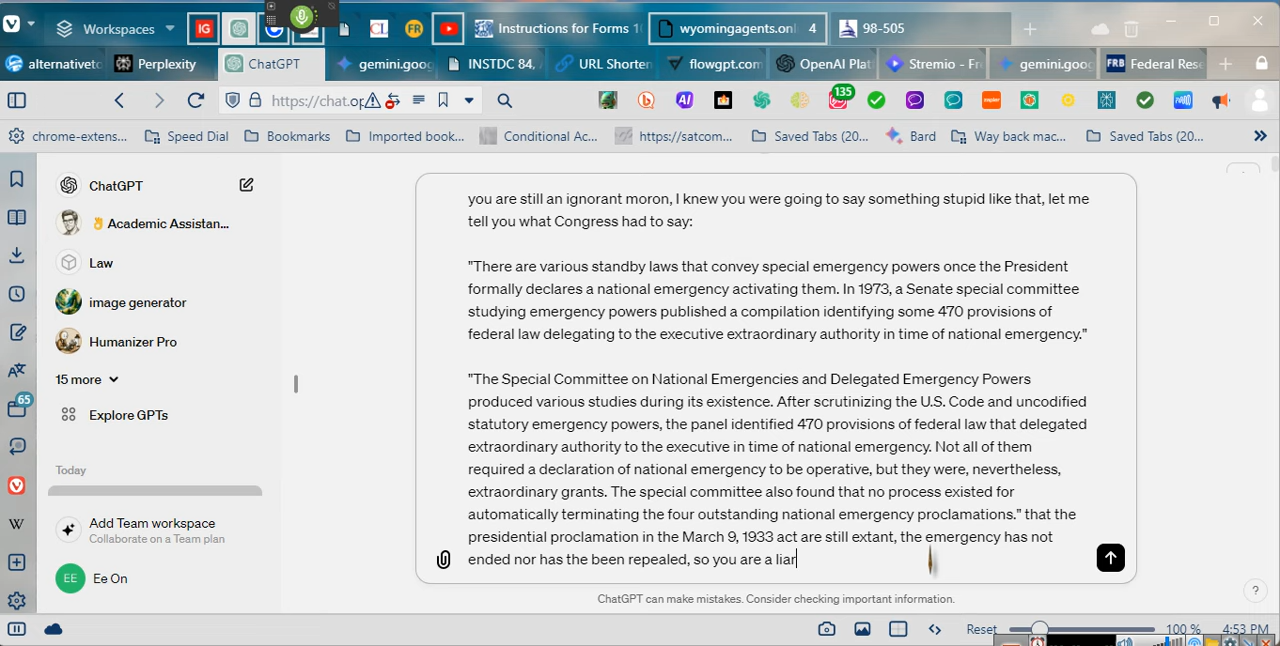 Workspaces
IG
CL
FR
Instructions for Forms 1
wyomingagents.onl 4
98-505
alternativeto
Perplexity
ChatGPT
gemini.goog
INSTDC 84,
URL Shorten
flowgpt.com
OpenAI Plat
Stremio - Fr
gemini.goog
FRB Federal Rese
https://chat.op
AI
135
chrome-extens...
Speed Dial
Bookmarks
Imported book...
Conditional Ac...
https://satcom...
Saved Tabs (20...
Bard
Way back mac...
Saved Tabs (20...
ChatGPT
Academic Assistan...
Law
image generator
Humanizer Pro
15 more
Explore GPTs
65
Today
Add Team workspace
Collaborate on a Team plan
EE
Ee On
W
you are still an ignorant moron, I knew you were going to say something stupid like that, let me
tell you what Congress had to say:
"There are various standby laws that convey special emergency powers once the President
formally declares a national emergency activating them. In 1973, a Senate special committee
studying emergency powers published a compilation identifying some 470 provisions of
federal law delegating to the executive extraordinary authority in time of national emergency."
"The Special Committee on National Emergencies and Delegated Emergency Powers
produced various studies during its existence. After scrutinizing the U.S. Code and uncodified
statutory emergency powers, the panel identified 470 provisions of federal law that delegated
extraordinary authority to the executive in time of national emergency. Not all of them
required a declaration of national emergency to be operative, but they were, nevertheless,
extraordinary grants. The special committee also found that no process existed for
automatically terminating the four outstanding national emergency proclamations." that the
presidential proclamation in the March 9, 1933 act are still extant, the emergency has not
ended nor has the been repealed, so you are a liar
ChatGPT can make mistakes. Consider checking important information.
?
Reset
100 %
4:53 PM